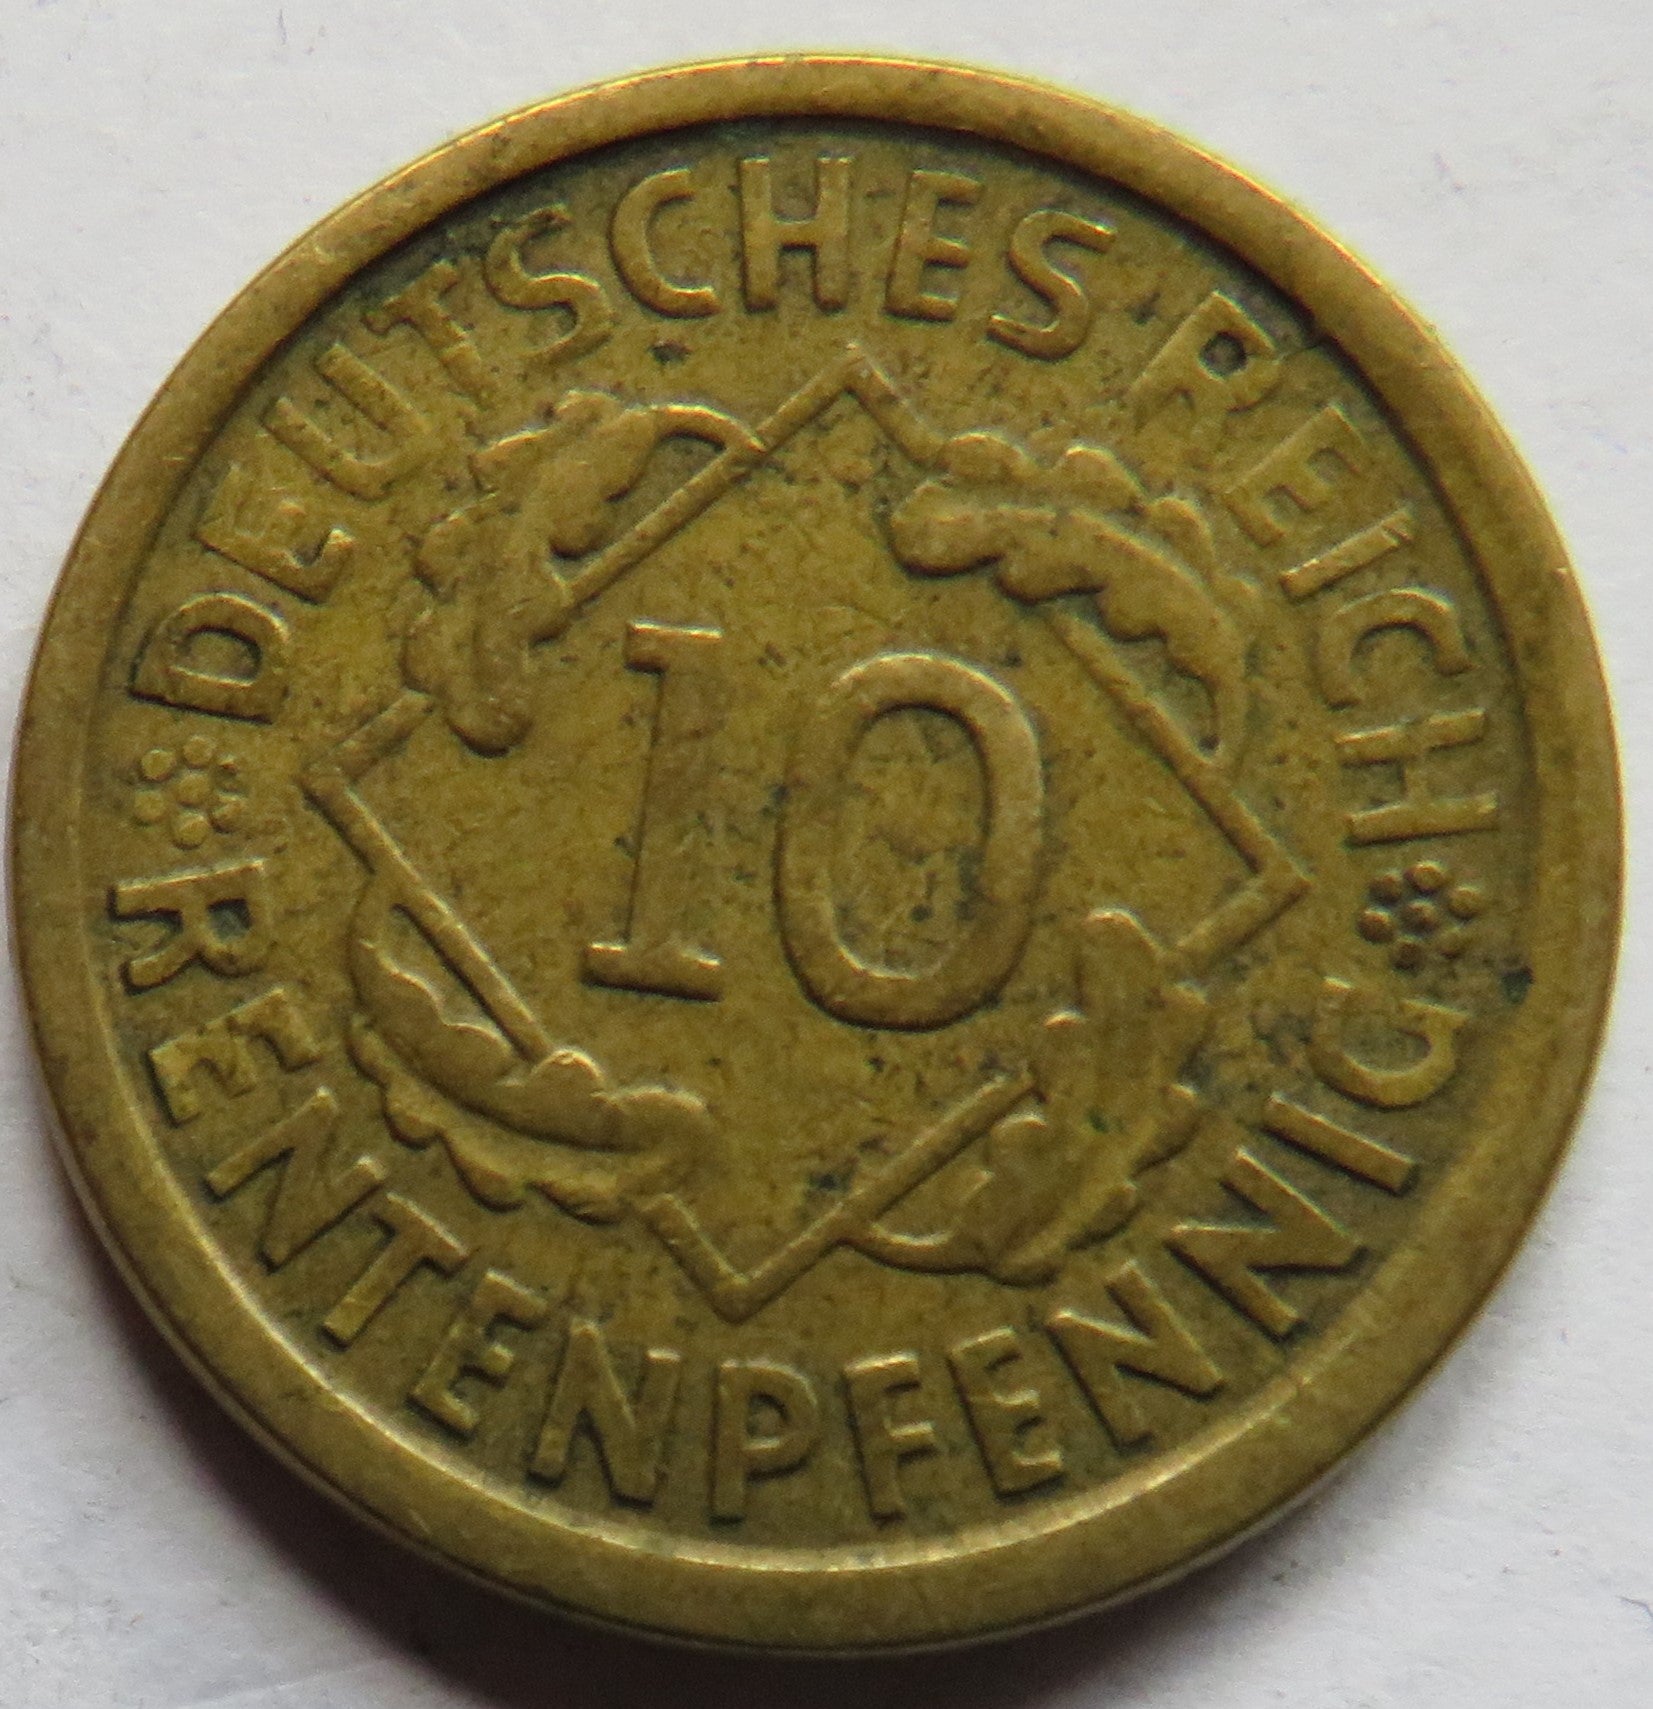 DEUTSCHES REICH
10
RENTENPFENNIG